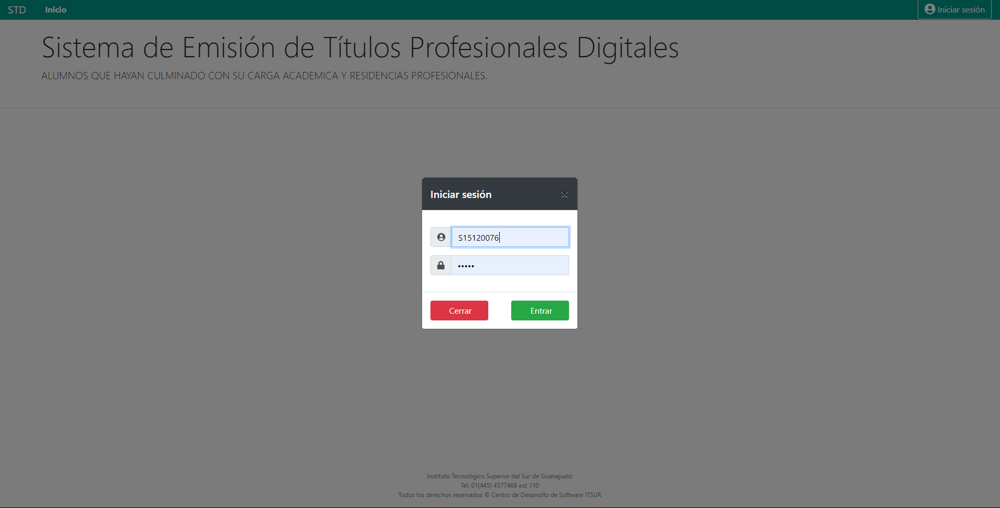 STD Inicio Iniciar sesión
Sistema de Emisión de Títulos Profesionales Digitales
ALUMNOS QUE HAYAN CULMINADO CON SU CARGA ACADEMICA Y RESIDENCIAS PROFESIONALES.
Iniciar sesión ×
S15120076
•••••
Cerrar Entrar
Instituto Tecnológico Superior del Sur de Guanajuato
Tel. 01(445) 4577468 ext 110
Todos los derechos reservados © Centro de Desarrollo de Software ITSUR